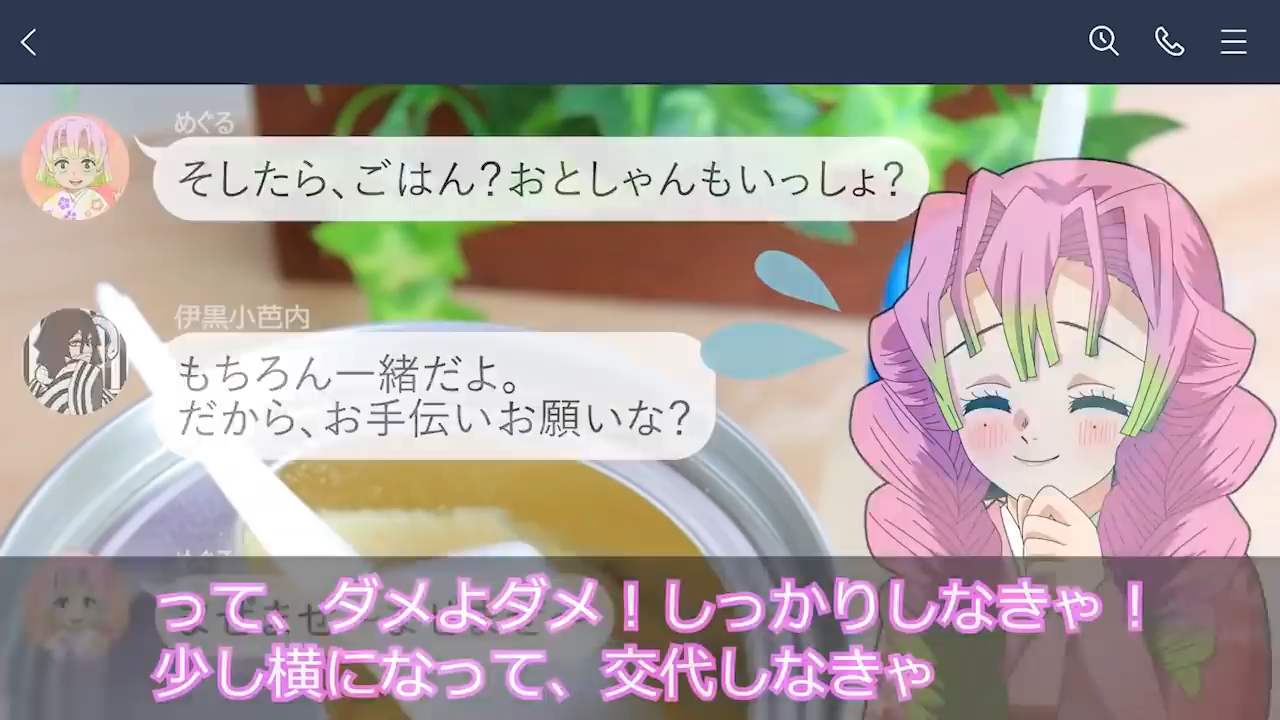 めぐる
そしたら、ごはん?おとしゃんもいっしょ?
伊黒小芭内
もちろん一緒だよ。
だから、お手伝いお願いな?
めぐる
って、ダメよダメ!しっかりしなきゃ!
少し横になって、交代しなきゃ